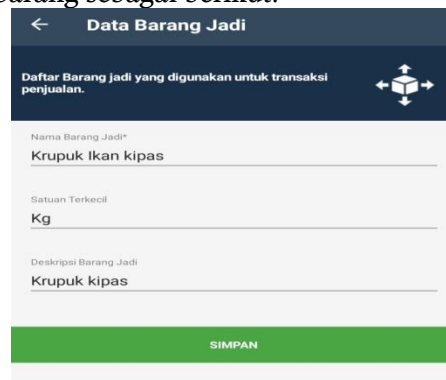 barang sebagai berikut:
Data Barang Jadi
Daftar Barang jadi yang digunakan untuk transaksi
penjualan.
Nama Barang Jadi*
Krupuk Ikan kipas
Satuan Terkecil
Kg
Deskripsi Barang Jadi
Krupuk kipas
SIMPAN